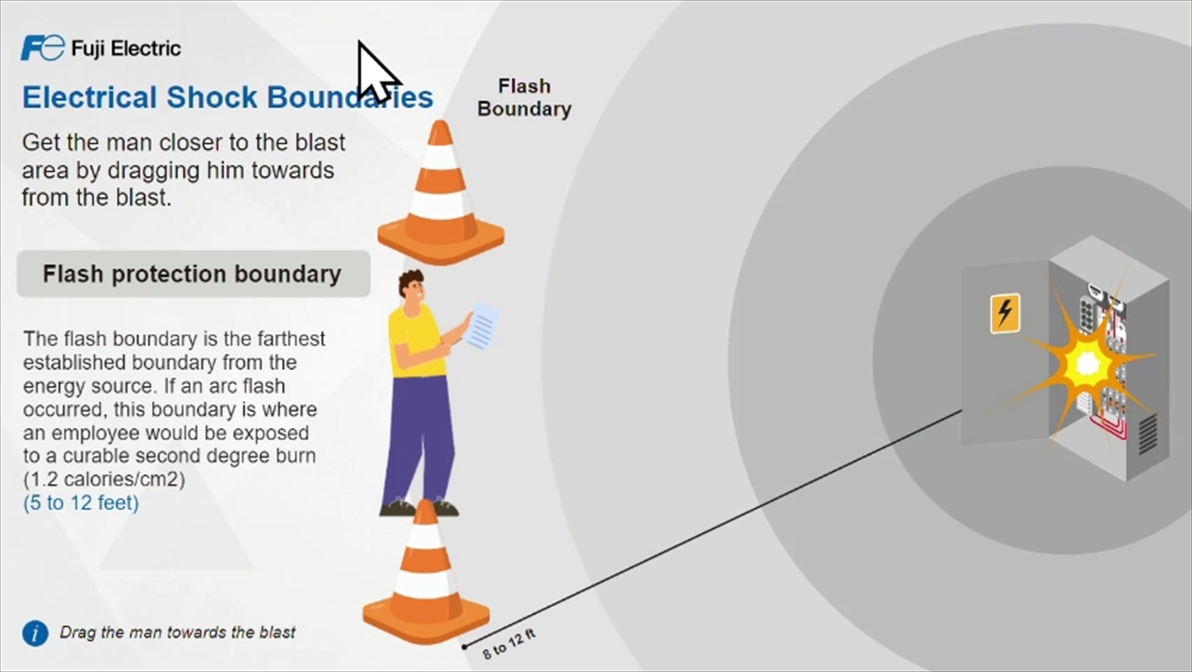 Fuji Electric
Electrical Shock Boundaries
Get the man closer to the blast
area by dragging him towards
from the blast.
Flash protection boundary
The flash boundary is the farthest
established boundary from the
energy source. If an arc flash
occurred, this boundary is where
an employee would be exposed
to a curable second degree burn
(1.2 calories/cm2)
(5 to 12 feet)
i Drag the man towards the blast
Flash
Boundary
8 to 12 ft